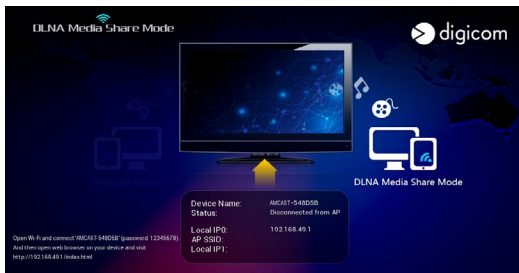 DLNA Media Share Mode
digicom
DLNA Media Share Mode
Device Name: AMCAST-548D5B
Status: Disconnected from AP
Local IP0: 192.168.49.1
AP SSID:
Local IP1:
Open Wi-Fi and connect'AMCAST-548D5B' (password: 12345678).
And then open web browser on your device and visit
http://192.168.49.1/index.html